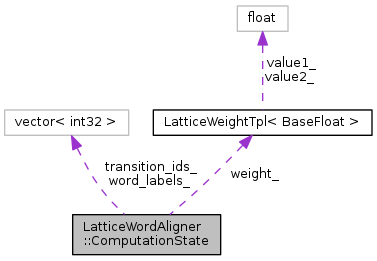 float
value1_
value2_
vector< int32 >
LatticeWeightTpl< BaseFloat >
transition_ids_
word_labels_
weight_
LatticeWordAligner
::ComputationState